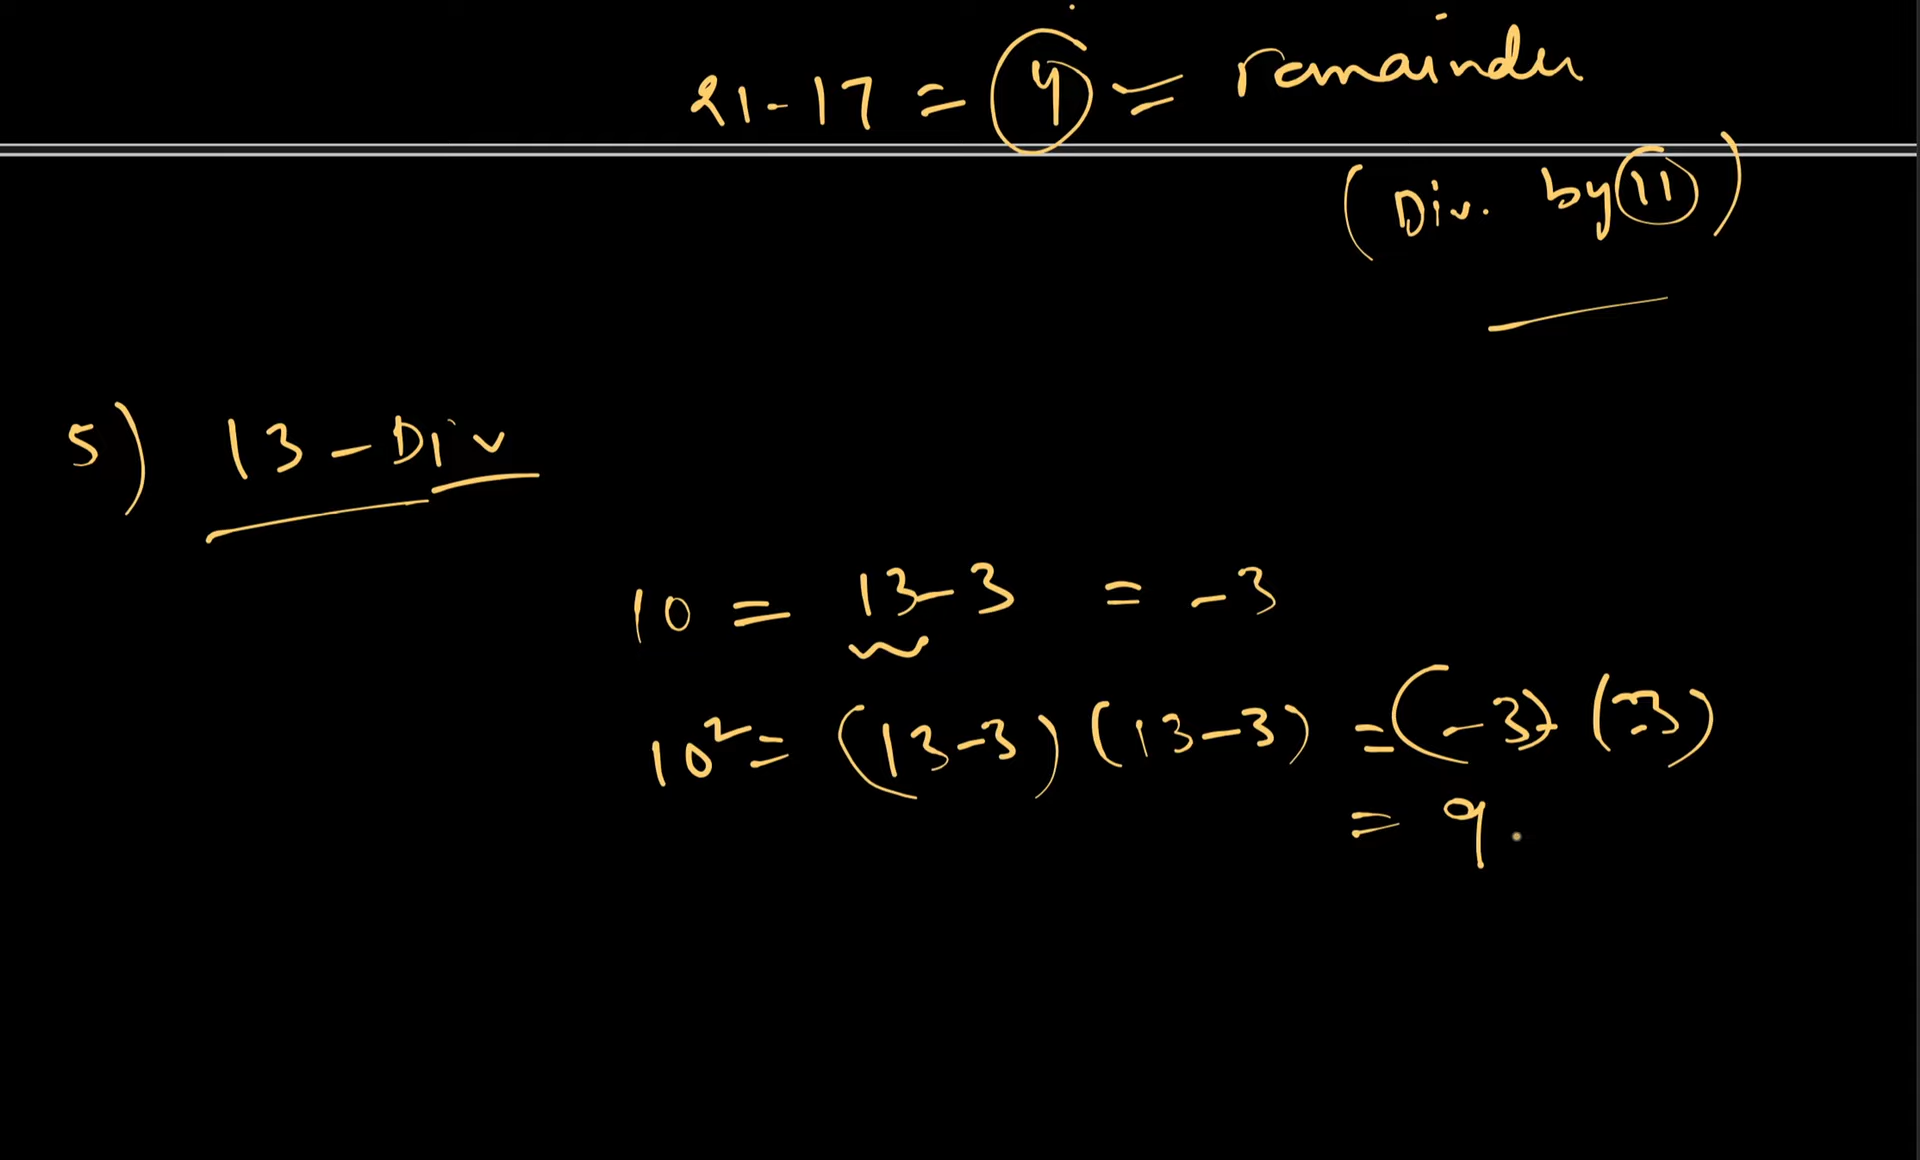 21-17 = 4 = remainder
(Div. by 11)
5) 13-Div
10 = 13-3 = -3
10² = (13-3) (13-3) = (-3) (-3)
= 9